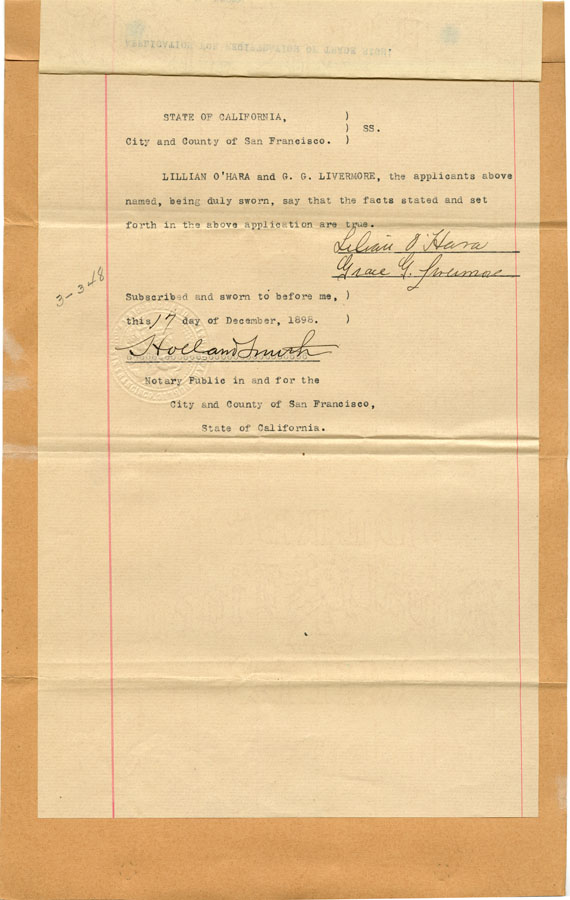 STATE OF CALIFORNIA, )
) SS.
City and County of San Francisco. )
LILLIAN O'HARA and G. G. LIVERMORE, the applicants above
named, being duly sworn, say that the facts stated and set
forth in the above application are true.
Lilian O'Hara
Grace G. Livermore
3-348
Subscribed and sworn to before me, )
this 17 day of December, 1898. )
Holland Smith
Notary Public in and for the
City and County of San Francisco,
State of California.